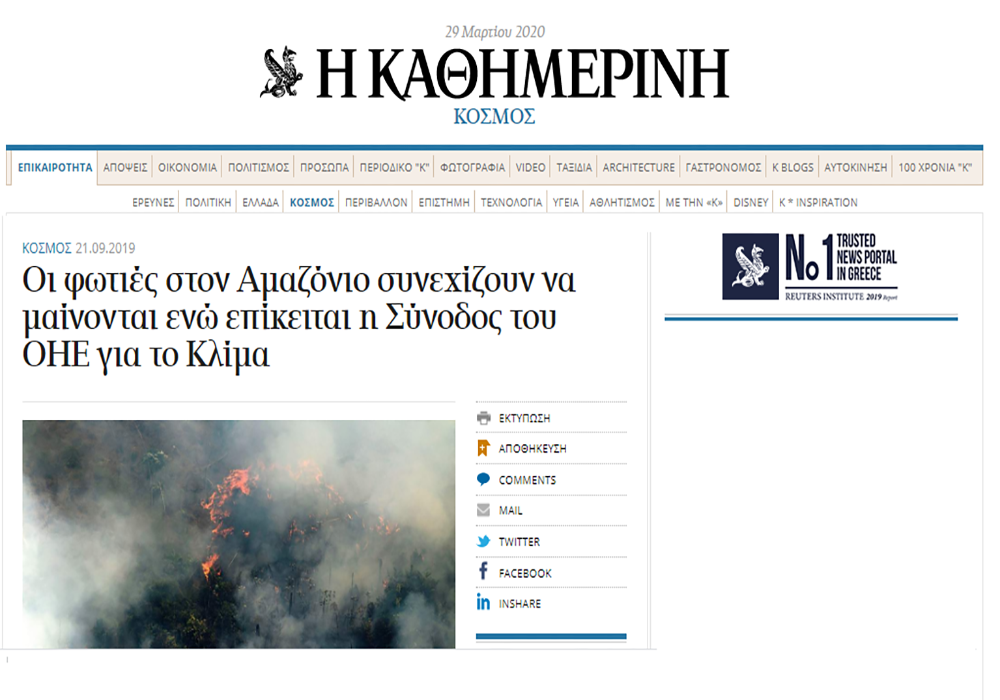 29 Μαρτίου 2020
Η ΚΑΘΗΜΕΡΙΝΗ
ΚΟΣΜΟΣ
ΕΠΙΚΑΙΡΟΤΗΤΑ ΑΠΟΨΕΙΣ ΟΙΚΟΝΟΜΙΑ ΠΟΛΙΤΙΣΜΟΣ ΠΡΟΣΩΠΑ ΠΕΡΙΟΔΙΚΟ "Κ" ΦΩΤΟΓΡΑΦΙΑ VIDEO ΤΑΞΙΔΙΑ ARCHITECTURE ΓΑΣΤΡΟΝΟΜΟΣ K BLOGS ΑΥΤΟΚΙΝΗΣΗ 100 ΧΡΟΝΙΑ "Κ"
ΕΡΕΥΝΕΣ ΠΟΛΙΤΙΚΗ ΕΛΛΑΔΑ ΚΟΣΜΟΣ ΠΕΡΙΒΑΛΛΟΝ ΕΠΙΣΤΗΜΗ ΤΕΧΝΟΛΟΓΙΑ ΥΓΕΙΑ ΑΘΛΗΤΙΣΜΟΣ ΜΕ ΤΗΝ «Κ» DISNEY K * INSPIRATION
ΚΟΣΜΟΣ 21.09.2019
Οι φωτιές στον Αμαζόνιο συνεχίζουν να
μαίνονται ενώ επίκειται η Σύνοδος του
ΟΗΕ για το Κλίμα
No 1 TRUSTED
NEWS PORTAL
IN GREECE
REUTERS INSTITUTE 2019 Report
ΕΚΤΥΠΩΣΗ
ΑΠΟΘΗΚΕΥΣΗ
COMMENTS
MAIL
TWITTER
FACEBOOK
INSHARE